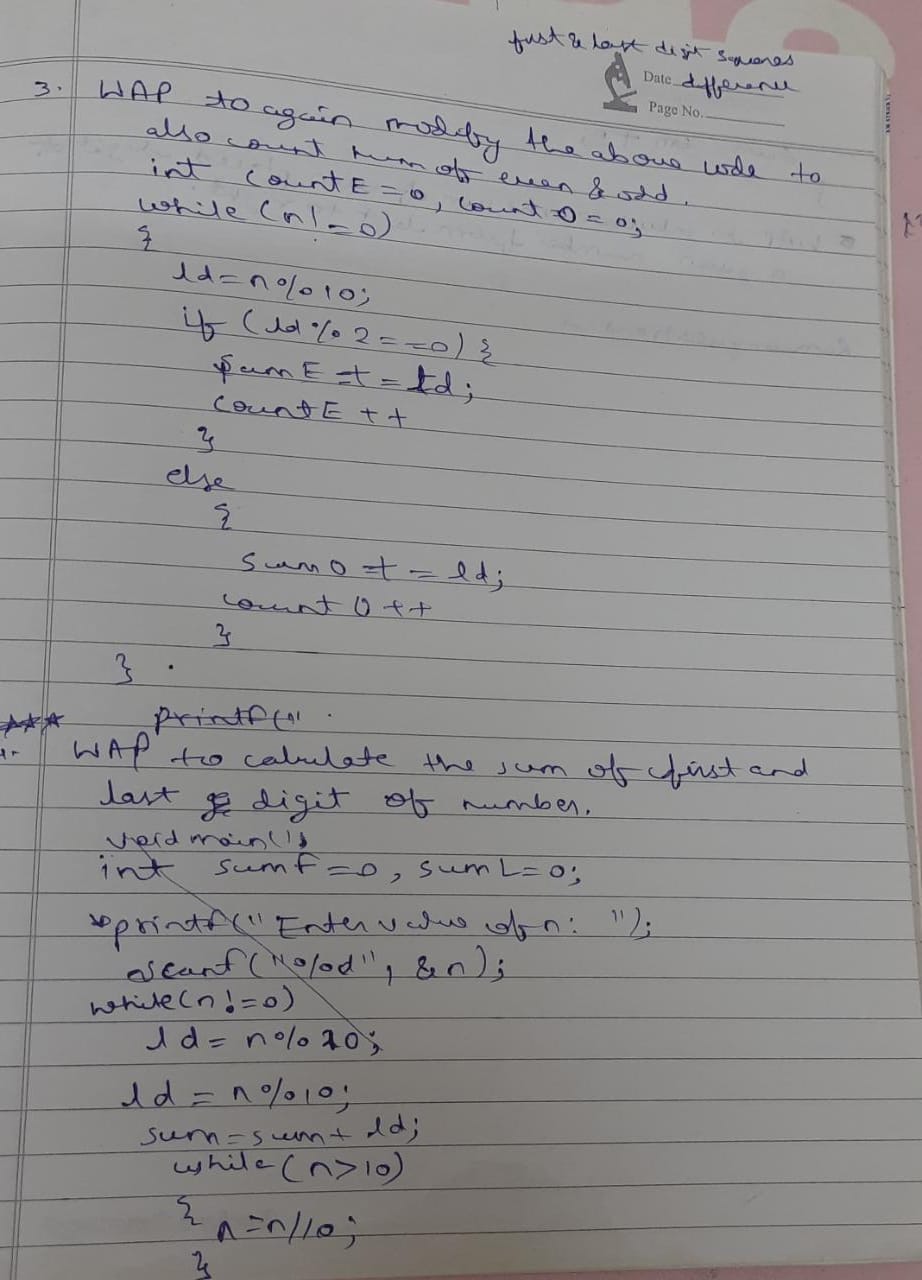 first & last digit squares
difference
Date
Page No.
3. WAP to again modify the above code to
also count num of even & odd.
int countE = 0, countO = 0;
while (n! = 0)
{
ld = n%10;
if (ld % 2 == 0) {
sumE += ld;
countE ++
}
else
{
sumO += ld;
countO ++
}
}
printf("
WAP to calculate the sum of first and
last digit of number.
void main()
int sumf = 0, sumL = 0;
printf("Enter value of n: ");
scanf("%d", &n);
while(n != 0)
ld = n%10;
ld = n%10;
sum = sum + ld;
while (n>10)
{
n = n/10;
}